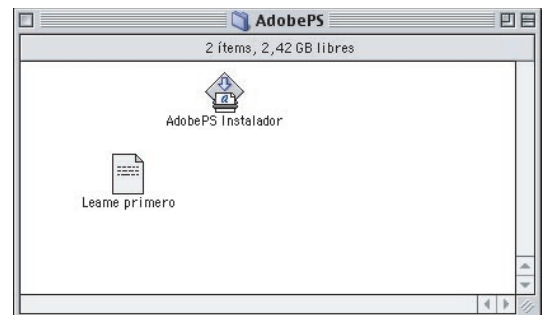 AdobePS
2 ítems, 2,42 GB libres
AdobePS Instalador
Leame primero